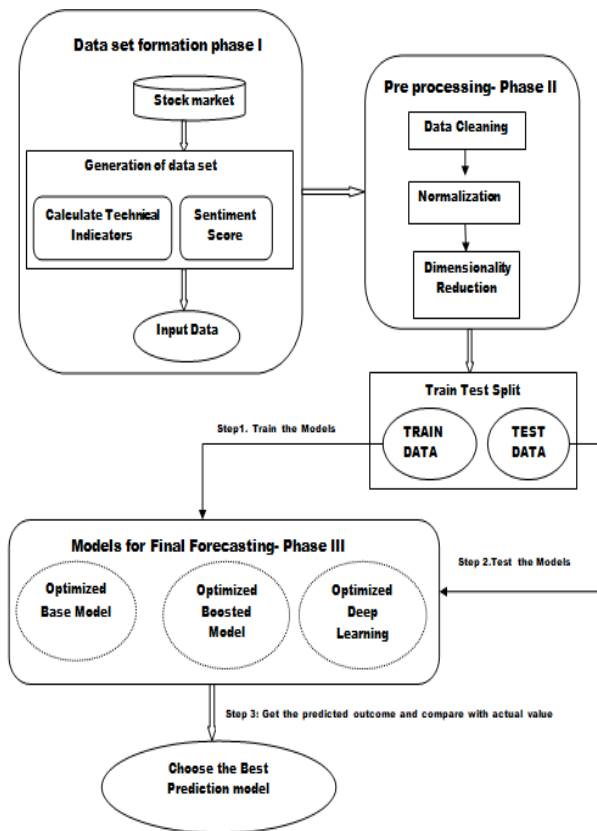 Data set formation phase I
Stock market
Generation of data set
Calculate Technical
Indicators
Sentiment
Score
Input Data
Pre processing- Phase II
Data Cleaning
Normalization
Dimensionality
Reduction
Train Test Split
TRAIN
DATA
TEST
DATA
Step1. Train the Models
Step 2.Test the Models
Models for Final Forecasting- Phase III
Optimized
Base Model
Optimized
Boosted
Model
Optimized
Deep
Learning
Step 3: Get the predicted outcome and compare with actual value
Choose the Best
Prediction model